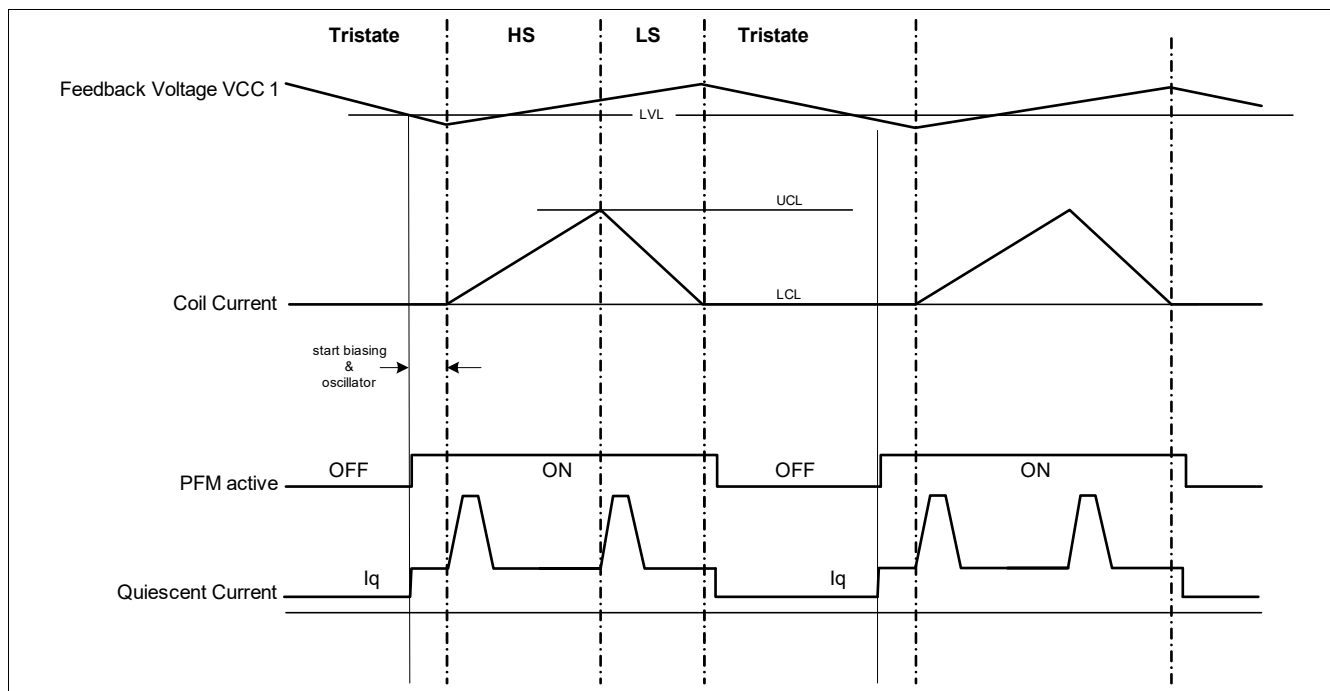 Tristate
HS
LS
Tristate
Feedback Voltage VCC 1
LVL
UCL
Coil Current
LCL
start biasing
&
oscillator
OFF
ON
OFF
ON
PFM active
Iq
Iq
Quiescent Current